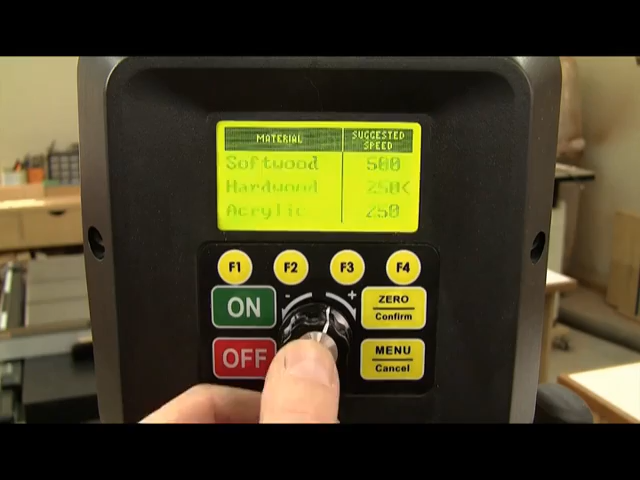 MATERIAL SUGGESTED SPEED
Softwood 500
Hardwood 250<
Acrylic 250
F1 F2 F3 F4
- +
ON ZERO Confirm
OFF MENU Cancel